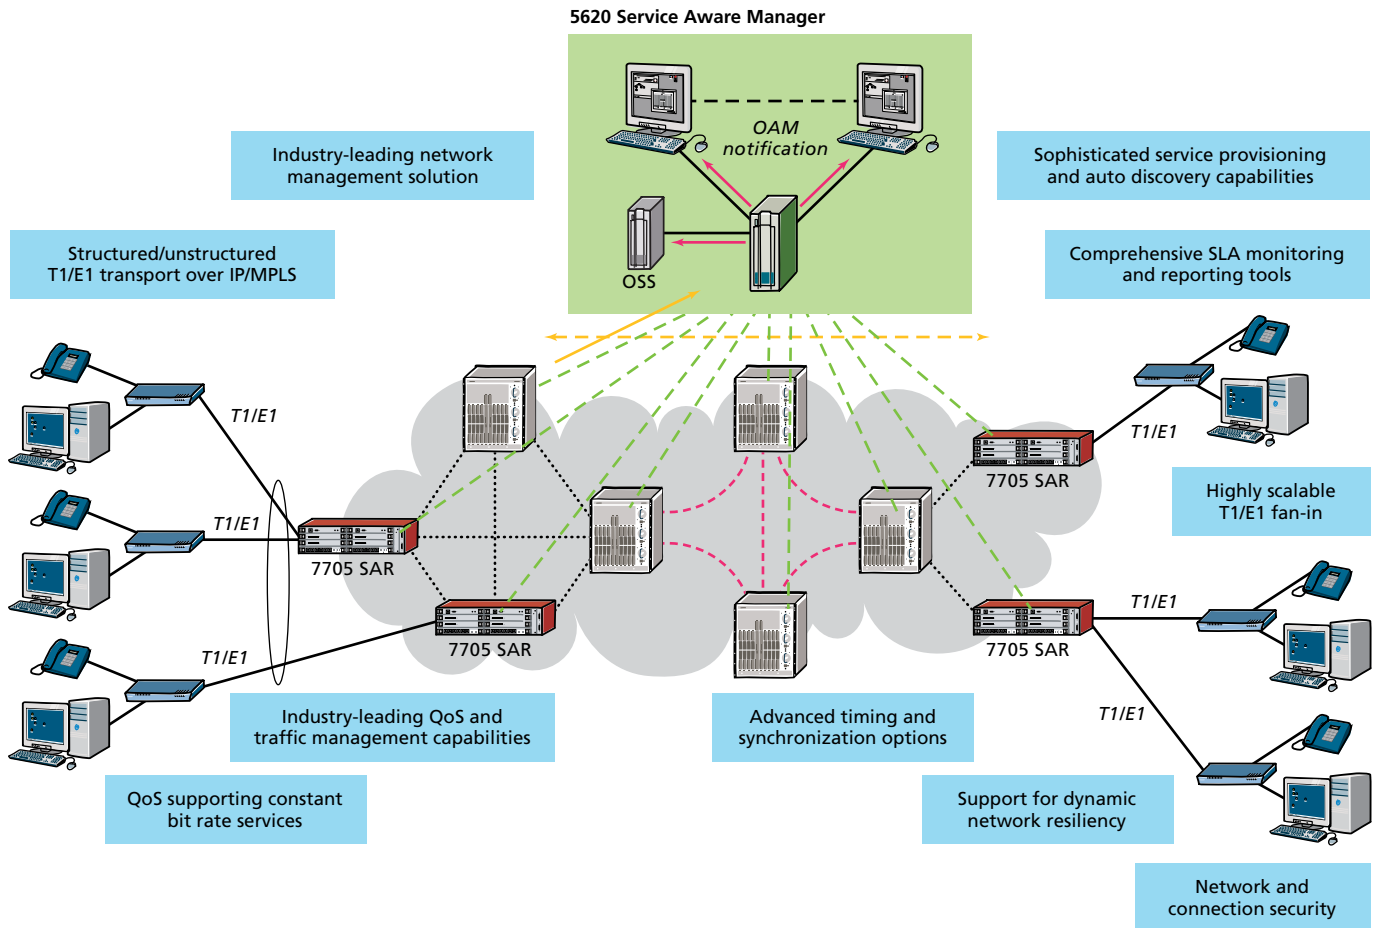 5620 Service Aware Manager
OAM
notification
Industry-leading network
management solution
Sophisticated service provisioning
and auto discovery capabilities
Structured/unstructured
T1/E1 transport over IP/MPLS
OSS
Comprehensive SLA monitoring
and reporting tools
T1/E1
T1/E1
7705 SAR
Highly scalable
T1/E1 fan-in
T1/E1
7705 SAR
T1/E1
7705 SAR
7705 SAR
T1/E1
T1/E1
Industry-leading QoS and
traffic management capabilities
Advanced timing and
synchronization options
QoS supporting constant
bit rate services
Support for dynamic
network resiliency
Network and
connection security